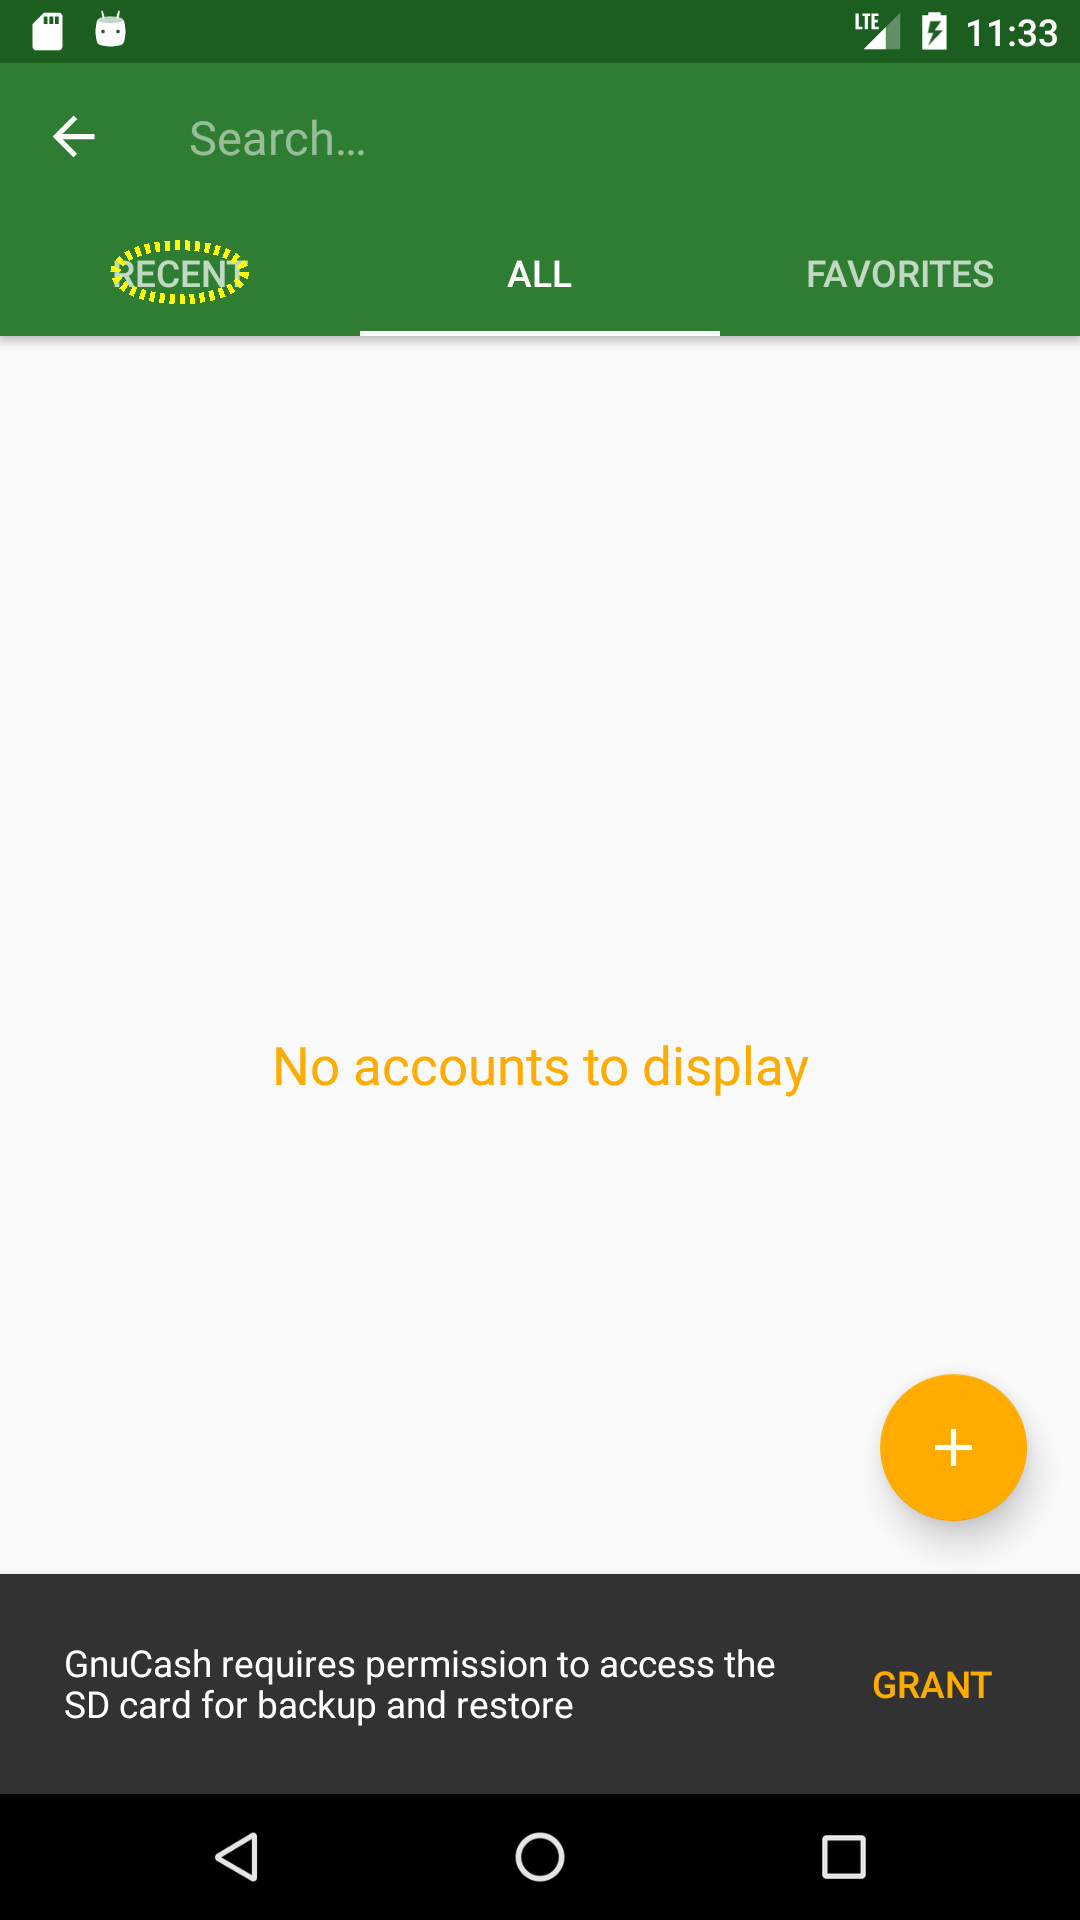 LTE 11:33
Search...
RECENT ALL FAVORITES
No accounts to display
GnuCash requires permission to access the
SD card for backup and restore
GRANT